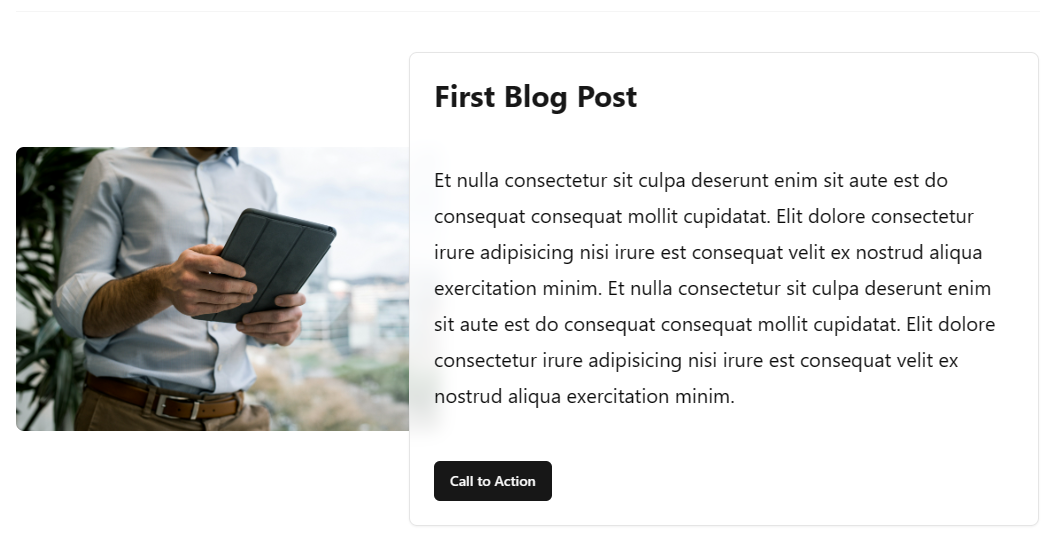 First Blog Post
Et nulla consectetur sit culpa deserunt enim sit aute est do
consequat consequat mollit cupidatat. Elit dolore consectetur
irure adipisicing nisi irure est consequat velit ex nostrud aliqua
exercitation minim. Et nulla consectetur sit culpa deserunt enim
sit aute est do consequat consequat mollit cupidatat. Elit dolore
consectetur irure adipisicing nisi irure est consequat velit ex
nostrud aliqua exercitation minim.
Call to Action